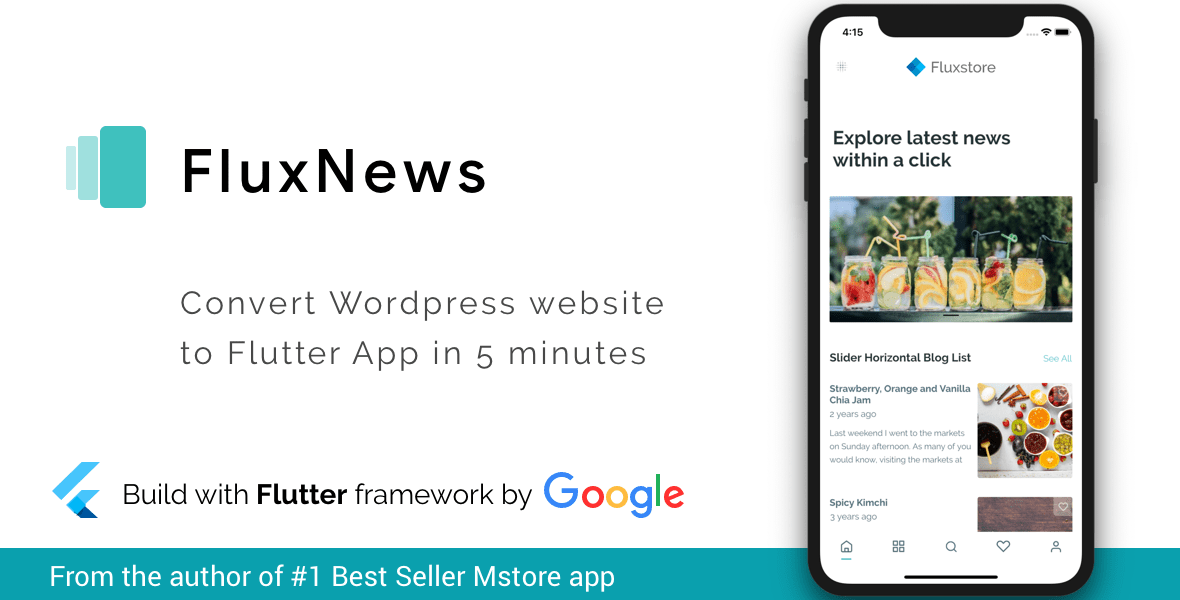 FluxNews
Convert Wordpress website
to Flutter App in 5 minutes
Build with Flutter framework by Google
From the author of #1 Best Seller Mstore app
4:15
Fluxstore
Explore latest news
within a click
Slider Horizontal Blog List
See All
Strawberry, Orange and Vanilla
Chia Jam
2 years ago
Last weekend I went to the markets
on Sunday afternoon. As many of you
would know, visiting the markets at
Spicy Kimchi
3 years ago